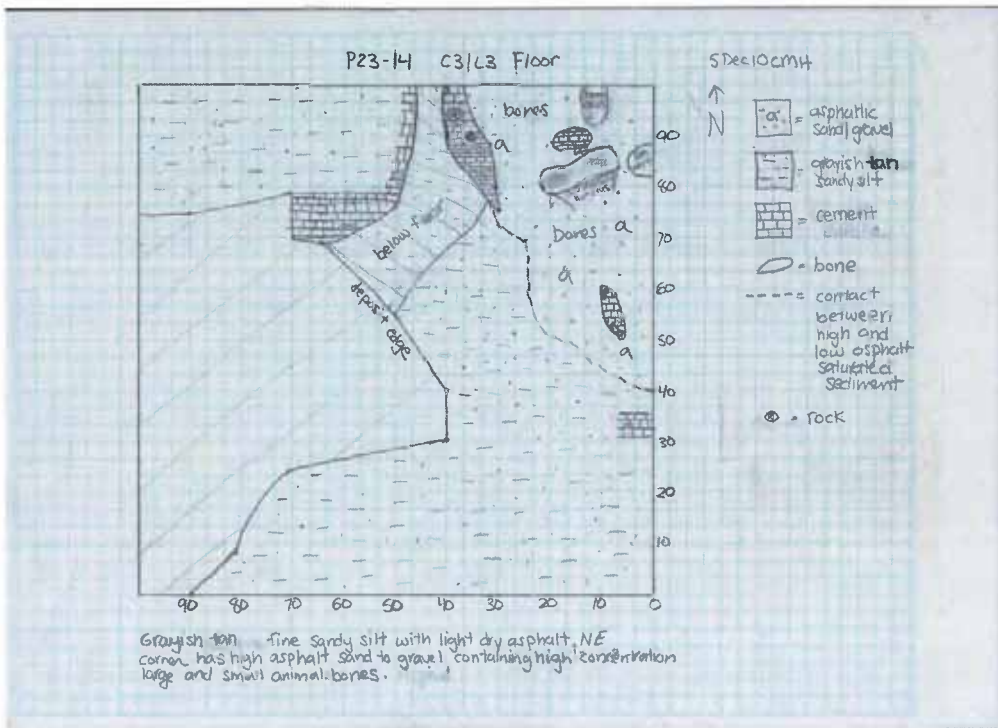 P23-14 C3/L3 Floor
5Dec10CMH
N
bones
a
90
80
70
60
50
40
30
20
10
below floor
deposit edge
bones a
a
a
90 80 70 60 50 40 30 20 10 0
a = asphaltic
sand/gravel
= grayish tan
sandy silt
= cement
= bone
= contact
between
high and
low asphalt
saturated
sediment
= rock
Grayish tan fine sandy silt with light dry asphalt, NE
corner has high asphalt sand to gravel containing high concentration
large and small animal bones.